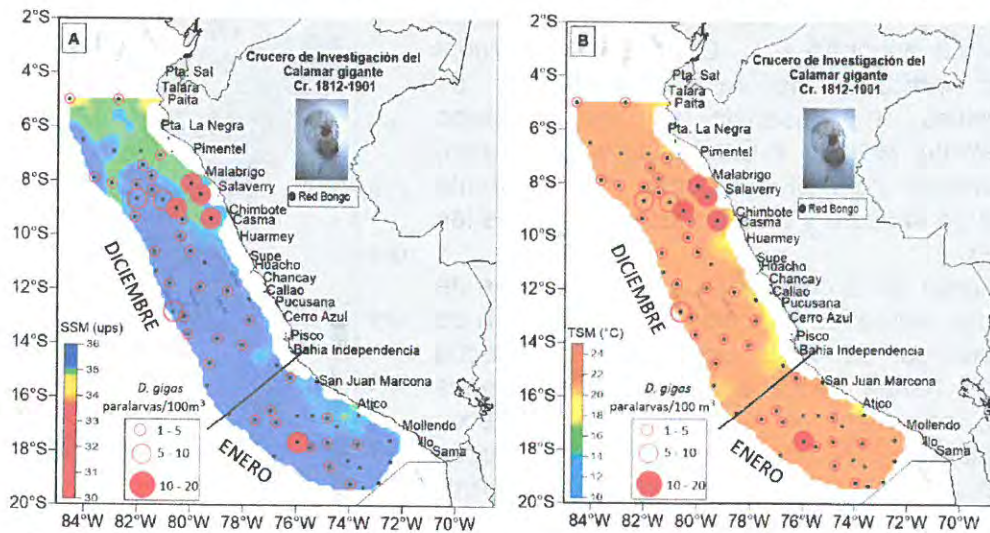 A
Crucero de Investigación del
Calamar gigante
Cr. 1812-1901
Red Bongo
Pta. Sal
Talara
Paita
Pta. La Negra
Pimentel
Malabrigo
Salaverry
Chimbote
Casma
Huarmey
Supe
Huacho
Chancay
Callao
Pucusana
Cerro Azul
Pisco
Bahia Independencia
San Juan Marcona
Atico
Mollendo
Ilo
Sama
DICIEMBRE
ENERO
SSM (ups)
36
35
34
33
32
31
30
D. gigas
paralarvas/100m³
1 - 5
5 - 10
10 - 20
2°S
4°S
6°S
8°S
10°S
12°S
14°S
16°S
18°S
20°S
84°W 82°W 80°W 78°W 76°W 74°W 72°W 70°W
B
Crucero de Investigación del
Calamar gigante
Cr. 1812-1901
Red Bongo
Pta. Sal
Talara
Paita
Pta. La Negra
Pimentel
Malabrigo
Salaverry
Chimbote
Casma
Huarmey
Supe
Huacho
Chancay
Callao
Pucusana
Cerro Azul
Pisco
Bahia Independencia
San Juan Marcona
Atico
Mollendo
Ilo
Sama
DICIEMBRE
ENERO
TSM (°C)
24
22
20
18
16
14
12
10
D. gigas
paralarvas/100 m³
1 - 5
5 - 10
10 - 20
2°S
4°S
6°S
8°S
10°S
12°S
14°S
16°S
18°S
20°S
84°W 82°W 80°W 78°W 76°W 74°W 72°W 70°W